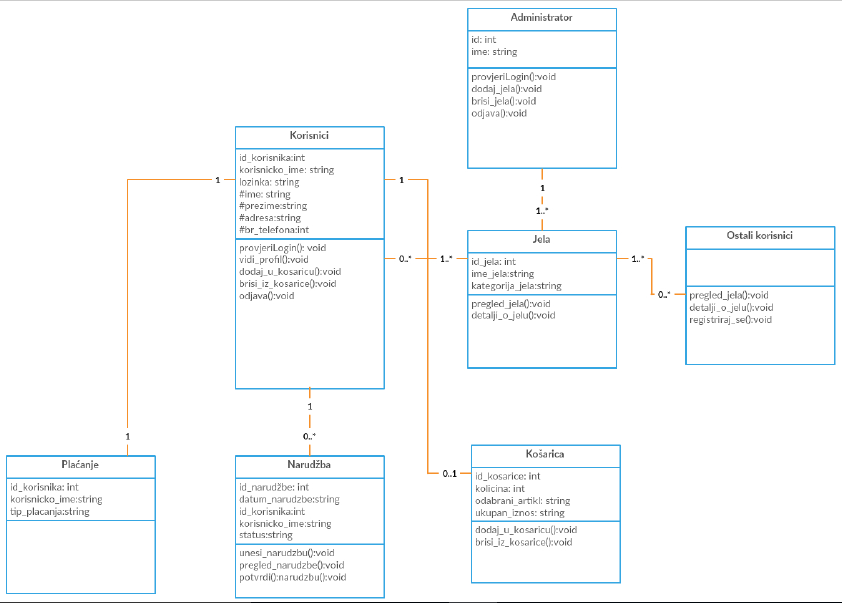 Administrator
id: int
ime: string
provjeriLogin():void
dodaj_jela():void
brisi_jela():void
odjava():void
1
1..*
Korisnici
id_korisnika:int
korisnicko_ime: string
lozinka: string
#ime: string
#prezime:string
#adresa:string
#br_telefona:int
provjeriLogin(): void
vidi_profil():void
dodaj_u_kosaricu():void
brisi_iz_kosarice():void
odjava():void
1
1
0..*
1..*
Jela
id_jela: int
ime_jela:string
kategorija_jela:string
pregled_jela():void
detalji_o_jelu():void
1..*
0..*
Ostali korisnici
pregled_jela():void
detalji_o_jelu():void
registriraj_se():void
1
0..*
1
0..1
Plaćanje
id_korisnika: int
korisnicko_ime:string
tip_placanja:string
Narudžba
id_narudžbe: int
datum_narudzbe:string
id_korisnika:int
korisnicko_ime:string
status:string
unesi_narudzbu():void
pregled_narudzbe():void
potvrdi():narudzbu():void
Košarica
id_kosarice: int
kolicina: int
odabrani_artikl: string
ukupan_iznos: string
dodaj_u_kosaricu():void
brisi_iz_kosarice():void